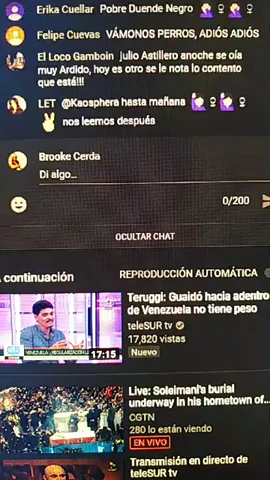 Erika Cuellar Pobre Duende Negro 🤦🏻‍♀ 🤦🏻‍♀
Felipe Cuevas VÁMONOS PERROS, ADIÓS ADIÓS
El Loco Gamboin julio Astillero anoche se oía
muy Ardido, hoy es otro se le nota lo contento
que está!!!
LET @Kaosphera hasta mañana 🙋🏻‍♀ 🙋🏻‍♀
✌ nos leemos después
Brooke Cerda
Di algo...
0/200
OCULTAR CHAT
continuación
REPRODUCCIÓN AUTOMÁTICA
Teruggi: Guaidó hacia adentro
de Venezuela no tiene peso
teleSUR tv
17,820 vistas
Nuevo
17:15
Live: Soleimani's burial
underway in his hometown of...
CGTN
280 lo están viendo
EN VIVO
Transmisión en directo de
teleSUR tv